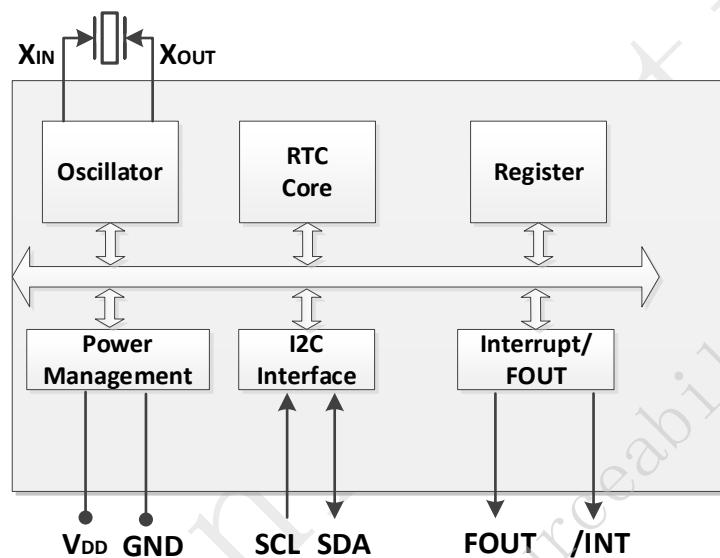 XIN
XOUT
Oscillator
RTC
Core
Register
Power
Management
I2C
Interface
Interrupt/
FOUT
VDD
GND
SCL
SDA
FOUT
/INT